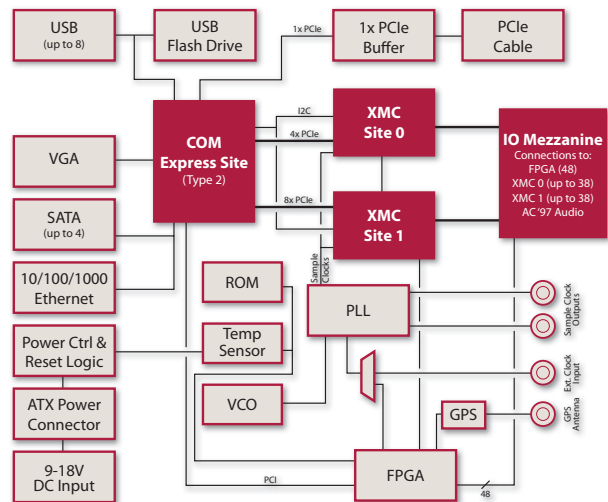 USB
(up to 8)
USB
Flash Drive
1x PCIe
1x PCIe
Buffer
PCIe
Cable
COM
Express Site
(Type 2)
I2C
4x PCIe
8x PCIe
XMC
Site 0
XMC
Site 1
IO Mezzanine
Connections to:
FPGA (48)
XMC 0 (up to 38)
XMC 1 (up to 38)
AC '97 Audio
VGA
SATA
(up to 4)
10/100/1000
Ethernet
Power Ctrl &
Reset Logic
ATX Power
Connector
9-18V
DC Input
ROM
Temp
Sensor
VCO
Sample
Clocks
PLL
Sample Clock
Outputs
Ext. Clock
Input
GPS
GPS
Antenna
PCI
FPGA
48